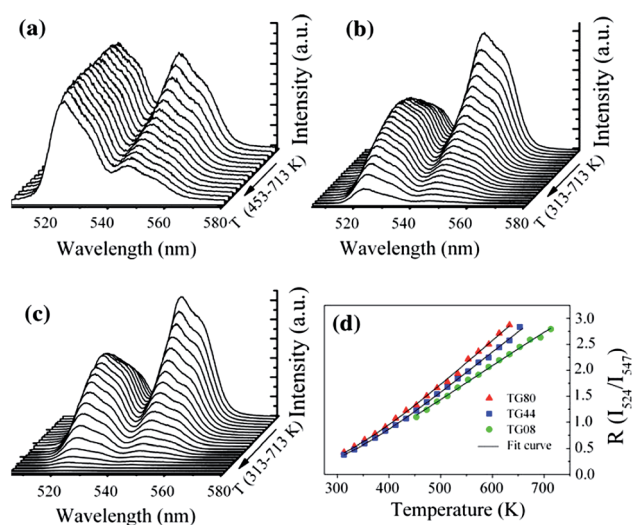 (a)
Intensity (a.u.)
T (453-713 K)
520 540 560 580
Wavelength (nm)
(b)
Intensity (a.u.)
T (313-713 K)
520 540 560 580
Wavelength (nm)
(c)
Intensity (a.u.)
T (313-713 K)
520 540 560 580
Wavelength (nm)
(d)
3.0
2.5
2.0
1.5
1.0
0.5
0.0
R (I524/I547)
TG80
TG44
TG08
Fit curve
300 400 500 600 700
Temperature (K)